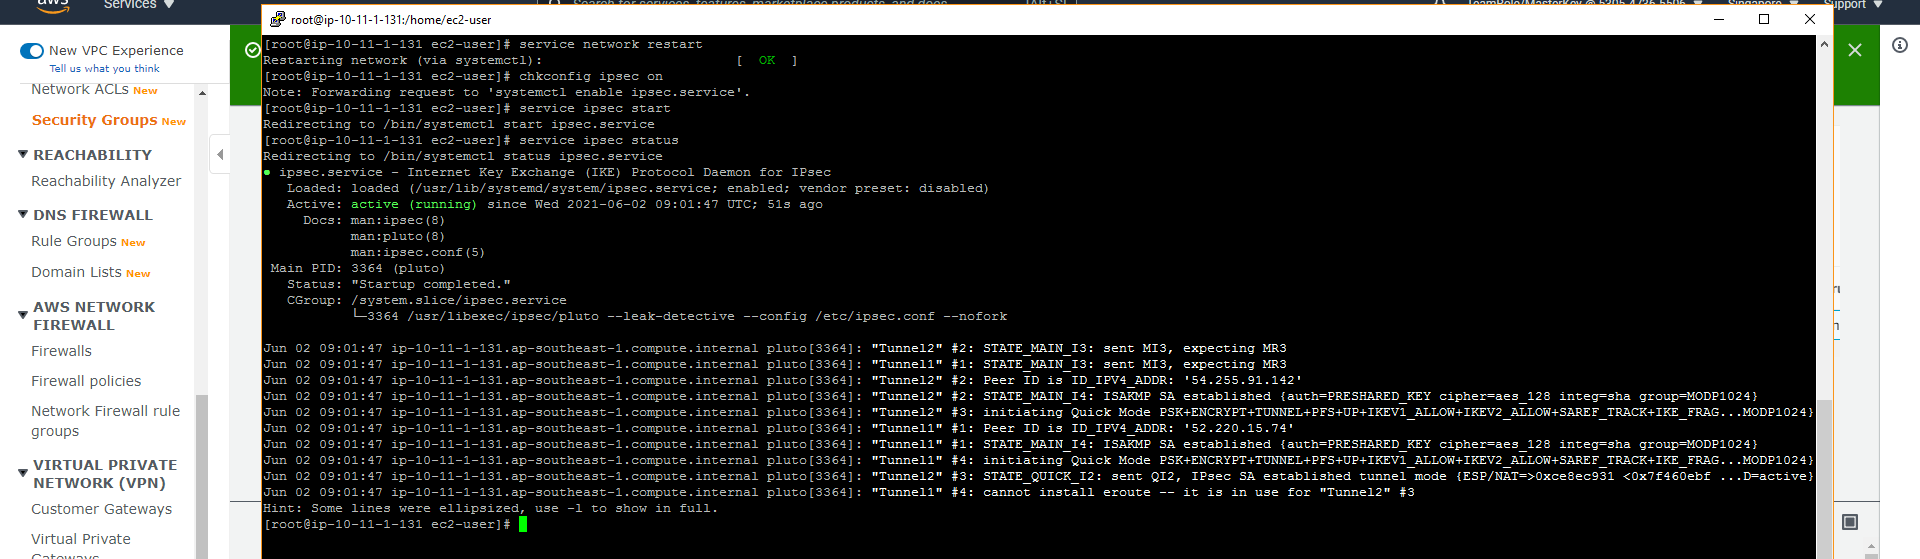 aws
Services
Search for services, features, marketplace products, and docs
[Alt+S]
Singapore
Support
New VPC Experience
Tell us what you think
Network ACLs New
Security Groups New
REACHABILITY
Reachability Analyzer
DNS FIREWALL
Rule Groups New
Domain Lists New
AWS NETWORK
FIREWALL
Firewalls
Firewall policies
Network Firewall rule
groups
VIRTUAL PRIVATE
NETWORK (VPN)
Customer Gateways
Virtual Private
Gateways
root@ip-10-11-1-131:/home/ec2-user
[root@ip-10-11-1-131 ec2-user]# service network restart
Restarting network (via systemctl): [ OK ]
[root@ip-10-11-1-131 ec2-user]# chkconfig ipsec on
Note: Forwarding request to 'systemctl enable ipsec.service'.
[root@ip-10-11-1-131 ec2-user]# service ipsec start
Redirecting to /bin/systemctl start ipsec.service
[root@ip-10-11-1-131 ec2-user]# service ipsec status
Redirecting to /bin/systemctl status ipsec.service
● ipsec.service - Internet Key Exchange (IKE) Protocol Daemon for IPsec
Loaded: loaded (/usr/lib/systemd/system/ipsec.service; enabled; vendor preset: disabled)
Active: active (running) since Wed 2021-06-02 09:01:47 UTC; 51s ago
Docs: man:ipsec(8)
man:pluto(8)
man:ipsec.conf(5)
Main PID: 3364 (pluto)
Status: "Startup completed."
CGroup: /system.slice/ipsec.service
└─3364 /usr/libexec/ipsec/pluto --leak-detective --config /etc/ipsec.conf --nofork
Jun 02 09:01:47 ip-10-11-1-131.ap-southeast-1.compute.internal pluto[3364]: "Tunnel2" #2: STATE_MAIN_I3: sent MI3, expecting MR3
Jun 02 09:01:47 ip-10-11-1-131.ap-southeast-1.compute.internal pluto[3364]: "Tunnel1" #1: STATE_MAIN_I3: sent MI3, expecting MR3
Jun 02 09:01:47 ip-10-11-1-131.ap-southeast-1.compute.internal pluto[3364]: "Tunnel2" #2: Peer ID is ID_IPV4_ADDR: '54.255.91.142'
Jun 02 09:01:47 ip-10-11-1-131.ap-southeast-1.compute.internal pluto[3364]: "Tunnel2" #2: STATE_MAIN_I4: ISAKMP SA established {auth=PRESHARED_KEY cipher=aes_128 integ=sha group=MODP1024}
Jun 02 09:01:47 ip-10-11-1-131.ap-southeast-1.compute.internal pluto[3364]: "Tunnel2" #3: initiating Quick Mode PSK+ENCRYPT+TUNNEL+PFS+UP+IKEV1_ALLOW+IKEV2_ALLOW+SAREF_TRACK+IKE_FRAG...MODP1024}
Jun 02 09:01:47 ip-10-11-1-131.ap-southeast-1.compute.internal pluto[3364]: "Tunnel1" #1: Peer ID is ID_IPV4_ADDR: '52.220.15.74'
Jun 02 09:01:47 ip-10-11-1-131.ap-southeast-1.compute.internal pluto[3364]: "Tunnel1" #1: STATE_MAIN_I4: ISAKMP SA established {auth=PRESHARED_KEY cipher=aes_128 integ=sha group=MODP1024}
Jun 02 09:01:47 ip-10-11-1-131.ap-southeast-1.compute.internal pluto[3364]: "Tunnel1" #4: initiating Quick Mode PSK+ENCRYPT+TUNNEL+PFS+UP+IKEV1_ALLOW+IKEV2_ALLOW+SAREF_TRACK+IKE_FRAG...MODP1024}
Jun 02 09:01:47 ip-10-11-1-131.ap-southeast-1.compute.internal pluto[3364]: "Tunnel2" #3: STATE_QUICK_I2: sent QI2, IPsec SA established tunnel mode {ESP/NAT=>0xce8ec931 <0x7f460ebf ...D=active}
Jun 02 09:01:47 ip-10-11-1-131.ap-southeast-1.compute.internal pluto[3364]: "Tunnel1" #4: cannot install eroute -- it is in use for "Tunnel2" #3
Hint: Some lines were ellipsized, use -l to show in full.
[root@ip-10-11-1-131 ec2-user]#